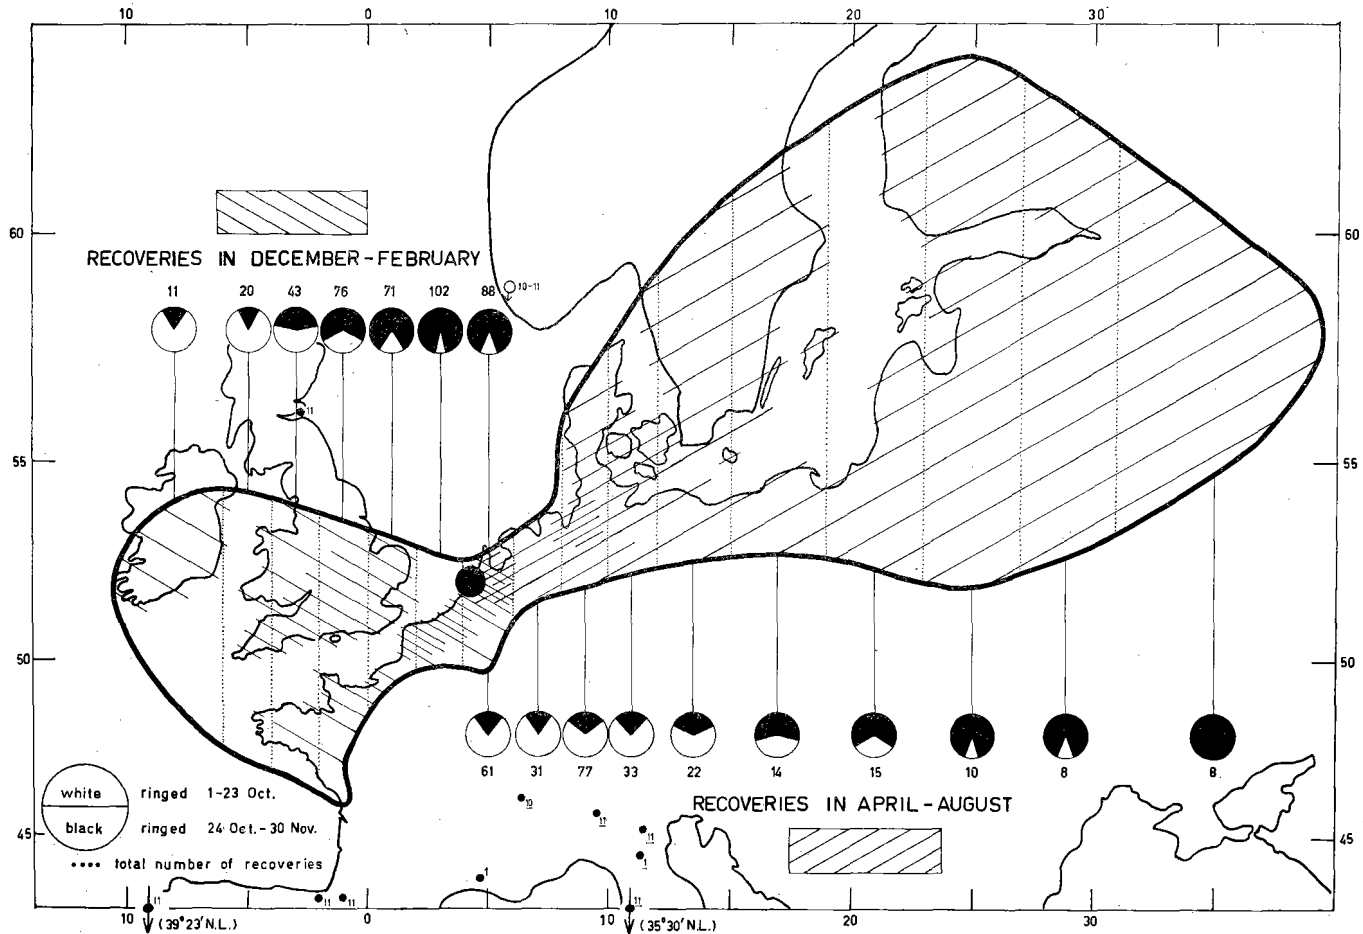 10 0 10 20 30
60 60
RECOVERIES IN DECEMBER-FEBRUARY
11 20 43 76 71 102 88
10-11
11
55 55
50 50
61 31 77 33 22 14 15 10 8 8
white ringed 1-23 Oct.
black ringed 24 Oct.-30 Nov.
•••• total number of recoveries
RECOVERIES IN APRIL-AUGUST
10
11
11
1
1
45 45
11 11 11 11
10 0 10 20 30
(39°23'N.L.) (35°30'N.L.)